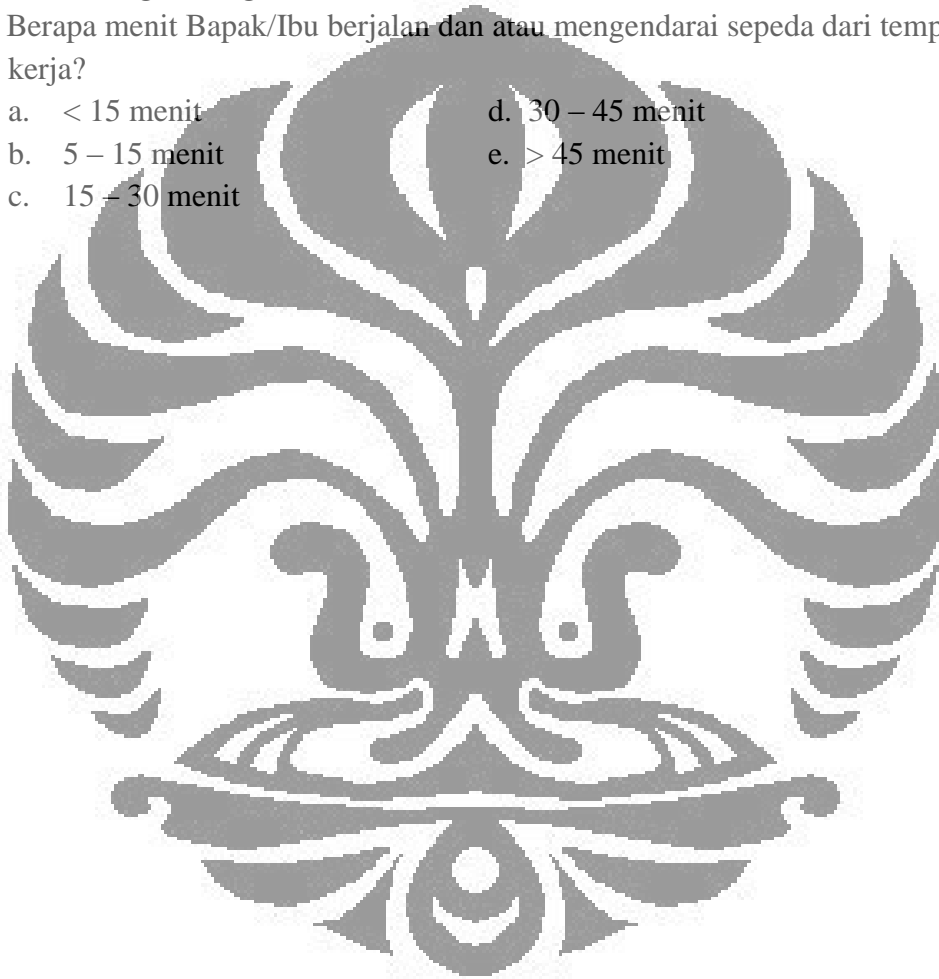 Berapa menit Bapak/Ibu berjalan dan atau mengendarai sepeda dari
kerja?
a. < 15 menit
d. 30 – 45 menit
b. 5 – 15 menit
e. > 45 menit
c. 15 – 30 menit